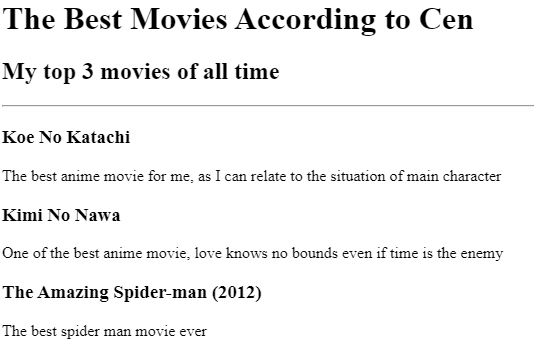 The Best Movies According to Cen
My top 3 movies of all time
Koe No Katachi
The best anime movie for me, as I can relate to the situation of main character
Kimi No Nawa
One of the best anime movie, love knows no bounds even if time is the enemy
The Amazing Spider-man (2012)
The best spider man movie ever